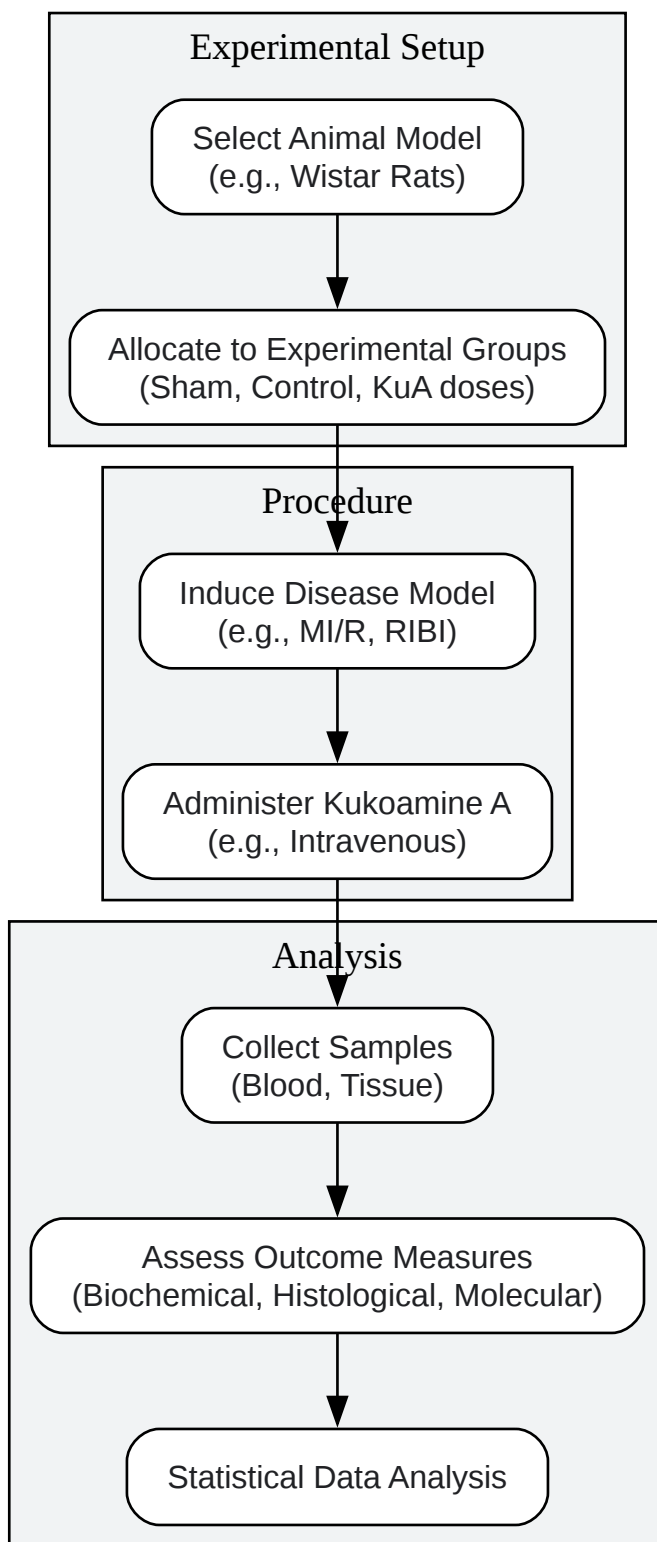 Experimental Setup
Select Animal Model
(e.g., Wistar Rats)
Allocate to Experimental Groups
(Sham, Control, KuA doses)
Procedure
Induce Disease Model
(e.g., MI/R, RIBI)
Administer Kukoamine A
(e.g., Intravenous)
Analysis
Collect Samples
(Blood, Tissue)
Assess Outcome Measures
(Biochemical, Histological, Molecular)
Statistical Data Analysis